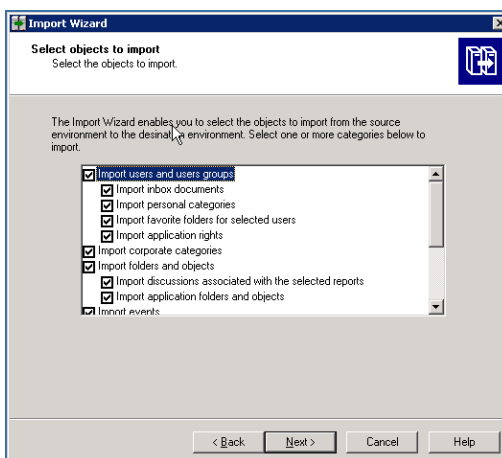 Import Wizard
Select objects to import
Select the objects to import.
The Import Wizard enables you to select the objects to import from the source
environment to the desination environment. Select one or more categories below to
import.
Import users and users groups
Import inbox documents
Import personal categories
Import favorite folders for selected users
Import application rights
Import corporate categories
Import folders and objects
Import discussions associated with the selected reports
Import application folders and objects
Import events
< Back
Next >
Cancel
Help